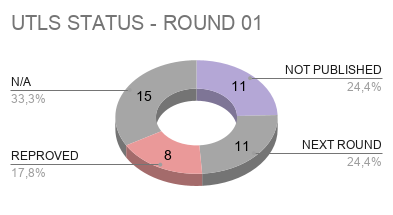 UTLS STATUS - ROUND 01
N/A
33,3%
15
11
NOT PUBLISHED
24,4%
REPROVED
17,8%
8
11
NEXT ROUND
24,4%